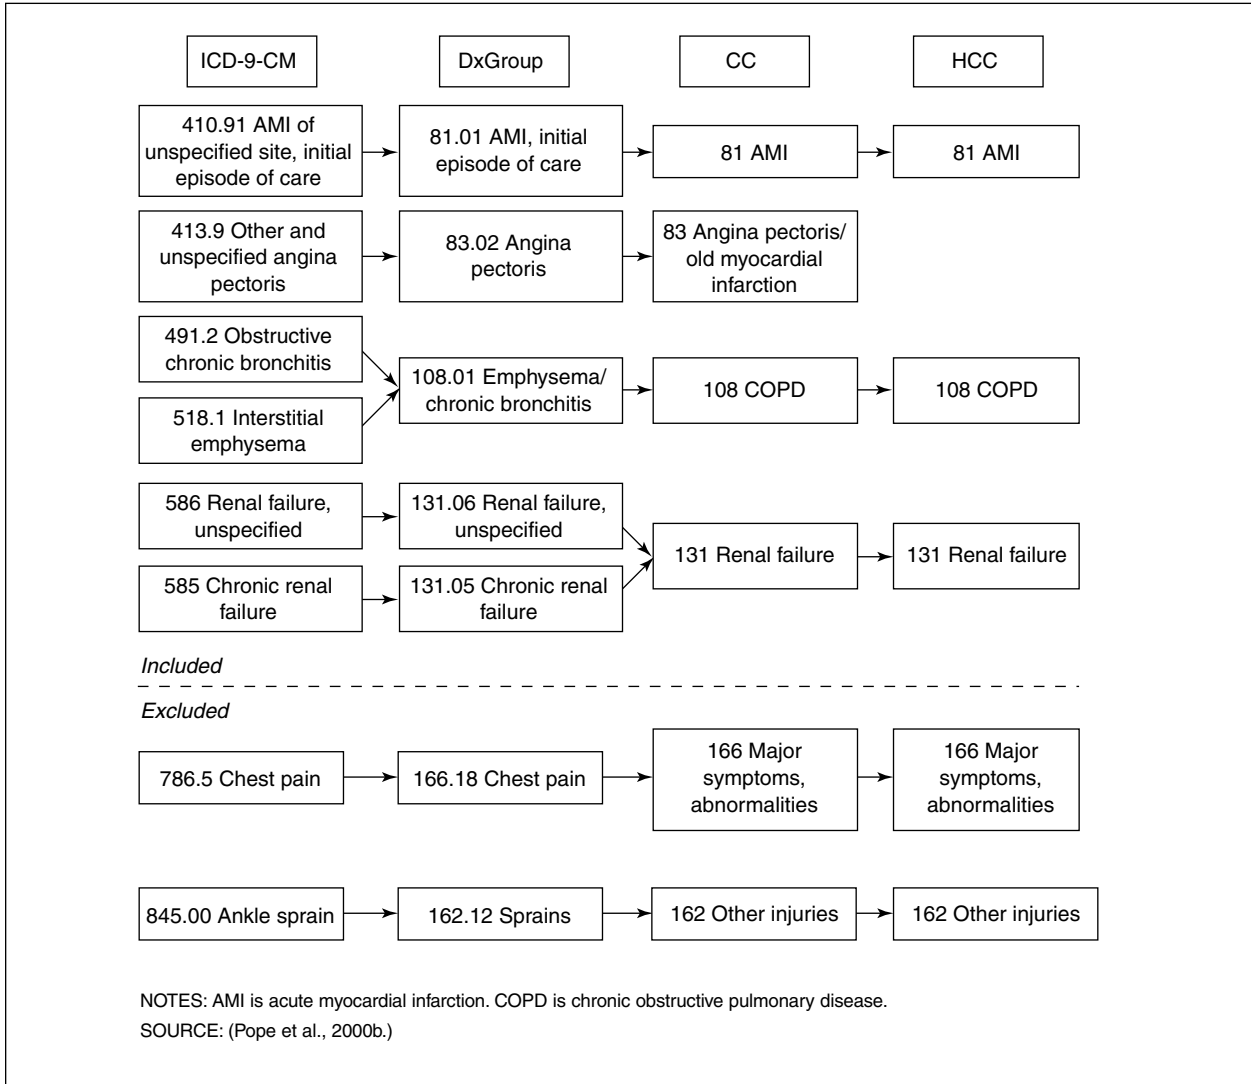 ICD-9-CM
DxGroup
CC
HCC
410.91 AMI of
unspecified site, initial
episode of care
81.01 AMI, initial
episode of care
81 AMI
81 AMI
413.9 Other and
unspecified angina
pectoris
83.02 Angina
pectoris
83 Angina pectoris/
old myocardial
infarction
491.2 Obstructive
chronic bronchitis
518.1 Interstitial
emphysema
108.01 Emphysema/
chronic bronchitis
108 COPD
108 COPD
586 Renal failure,
unspecified
131.06 Renal failure,
unspecified
585 Chronic renal
failure
131.05 Chronic renal
failure
131 Renal failure
131 Renal failure
Included
Excluded
786.5 Chest pain
166.18 Chest pain
166 Major
symptoms,
abnormalities
166 Major
symptoms,
abnormalities
845.00 Ankle sprain
162.12 Sprains
162 Other injuries
162 Other injuries
NOTES: AMI is acute myocardial infarction. COPD is chronic obstructive pulmonary disease.
SOURCE: (Pope et al., 2000b.)